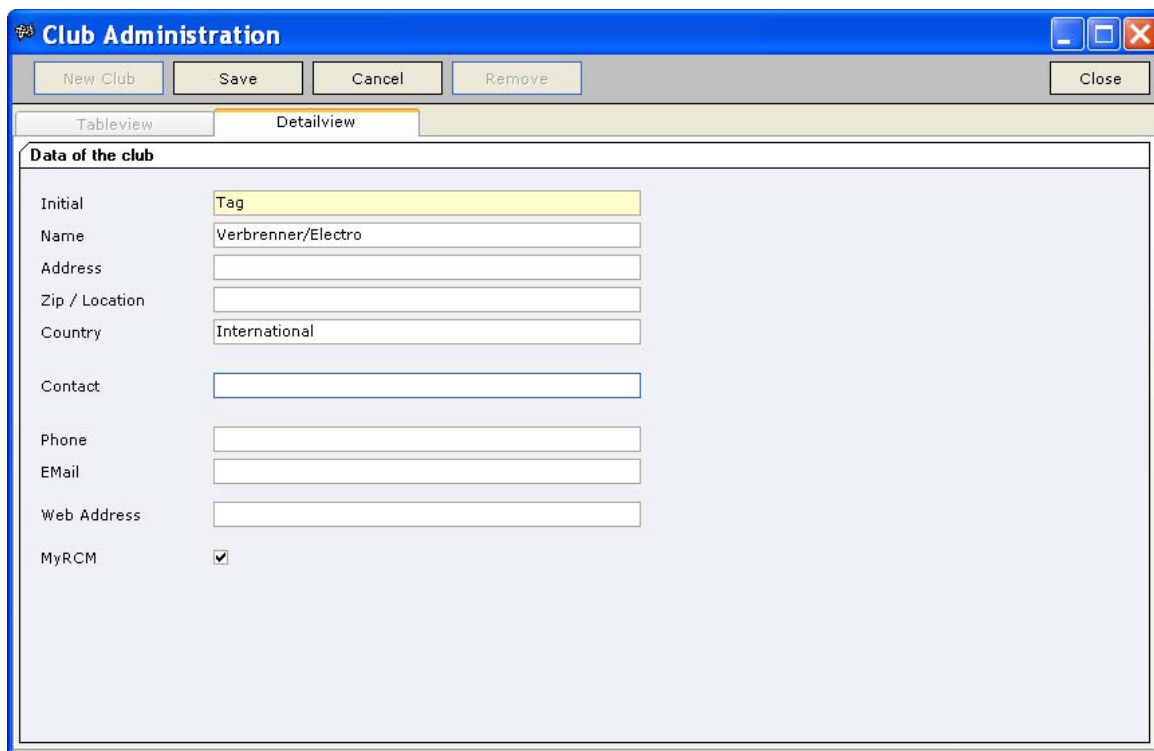 Club Administration
New Club Save Cancel Remove Close
Tableview Detailview
Data of the club
Initial Tag
Name Verbrenner/Electro
Address
Zip / Location
Country International
Contact
Phone
EMail
Web Address
MyRCM